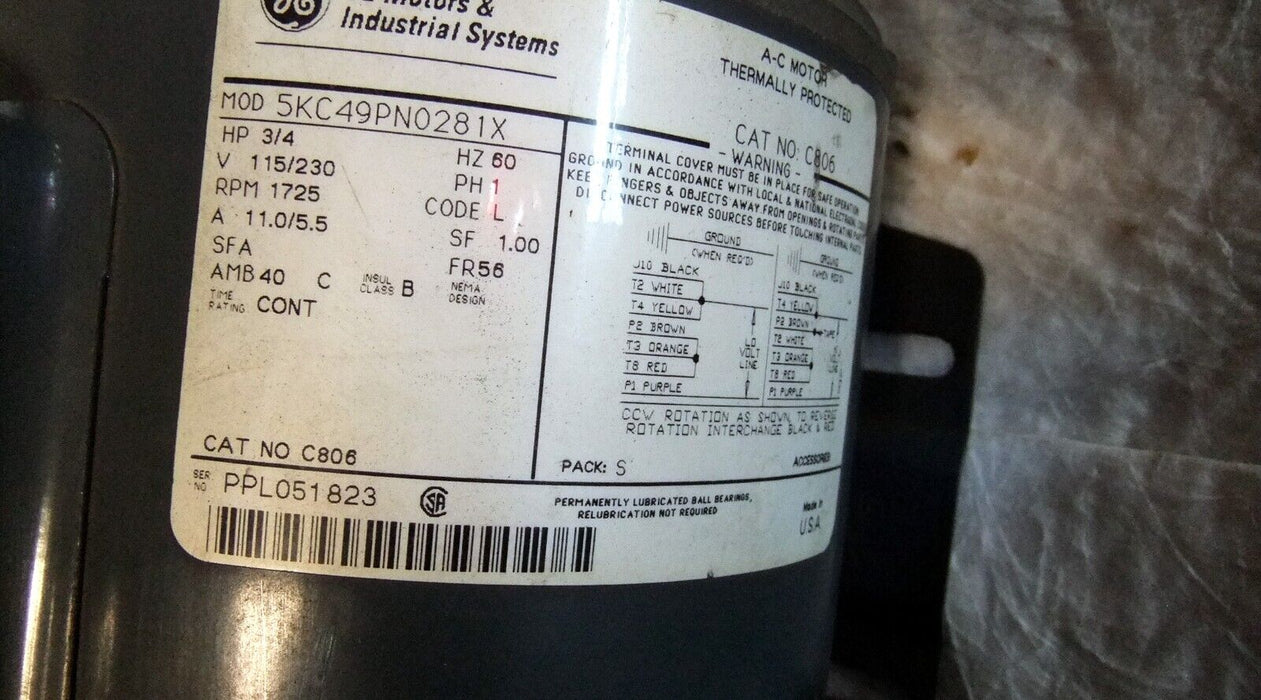 Motors &
Industrial Systems
A-C MOTOR
THERMALLY PROTECTED
MOD 5KC49PN0281X
HP 3/4
V 115/230
RPM 1725
A 11.0/5.5
SFA
AMB 40 C
INSUL CLASS B
TIME RATING CONT
HZ 60
PH 1
CODE L
SF 1.00
FR 56
NEMA DESIGN
CAT NO C806
SER NO PPL051823
CAT NO: C806
- WARNING -
TERMINAL COVER MUST BE IN PLACE FOR SAFE OPERATION
GROUND IN ACCORDANCE WITH LOCAL & NATIONAL ELECTRICAL
KEEP FINGERS & OBJECTS AWAY FROM OPENINGS & ROTATING
DISCONNECT POWER SOURCES BEFORE TOUCHING INTERNAL PARTS
GROUND
(WHEN REQ'D)
J10 BLACK
T2 WHITE
T4 YELLOW
P2 BROWN
T3 ORANGE
T8 RED
P1 PURPLE
LO
VOLT
LINE
GROUND
(WHEN REQ'D)
J10 BLACK
T4 YELLOW
P2 BROWN
TAPE
T2 WHITE
T3 ORANGE
T8 RED
P1 PURPLE
VOLT
LINE
CCW ROTATION AS SHOWN, TO REVERSE
ROTATION INTERCHANGE BLACK & RED
PACK: S
ACCESSORIES
PERMANENTLY LUBRICATED BALL BEARINGS,
RELUBRICATION NOT REQUIRED
Made in
U.S.A.